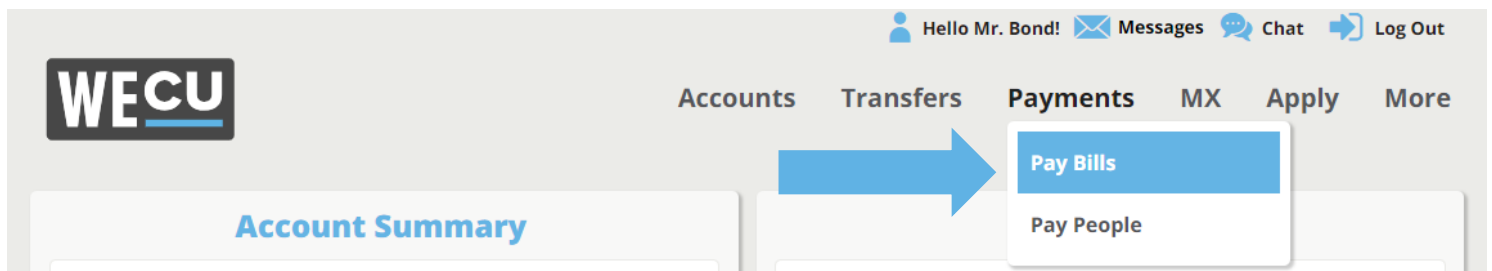 Hello Mr. Bond! Messages Chat Log Out
WECU
Accounts Transfers Payments MX Apply More
Pay Bills
Pay People
Account Summary